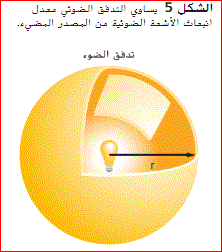 الشكل 5 يساوي التدفق الضوئي معدل
انبعاث الأشعة الضوئية من المصدر المضيء.
تدفق الضوء
r